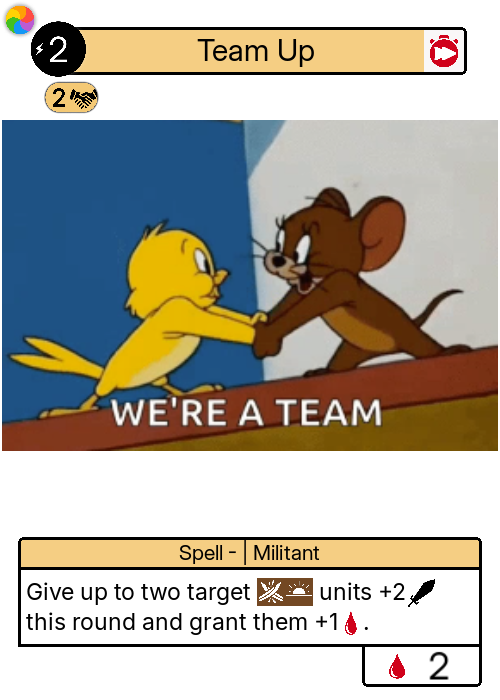 2
Team Up
2
WE'RE A TEAM
Spell - | Militant
Give up to two target units +2
this round and grant them +1 .
2